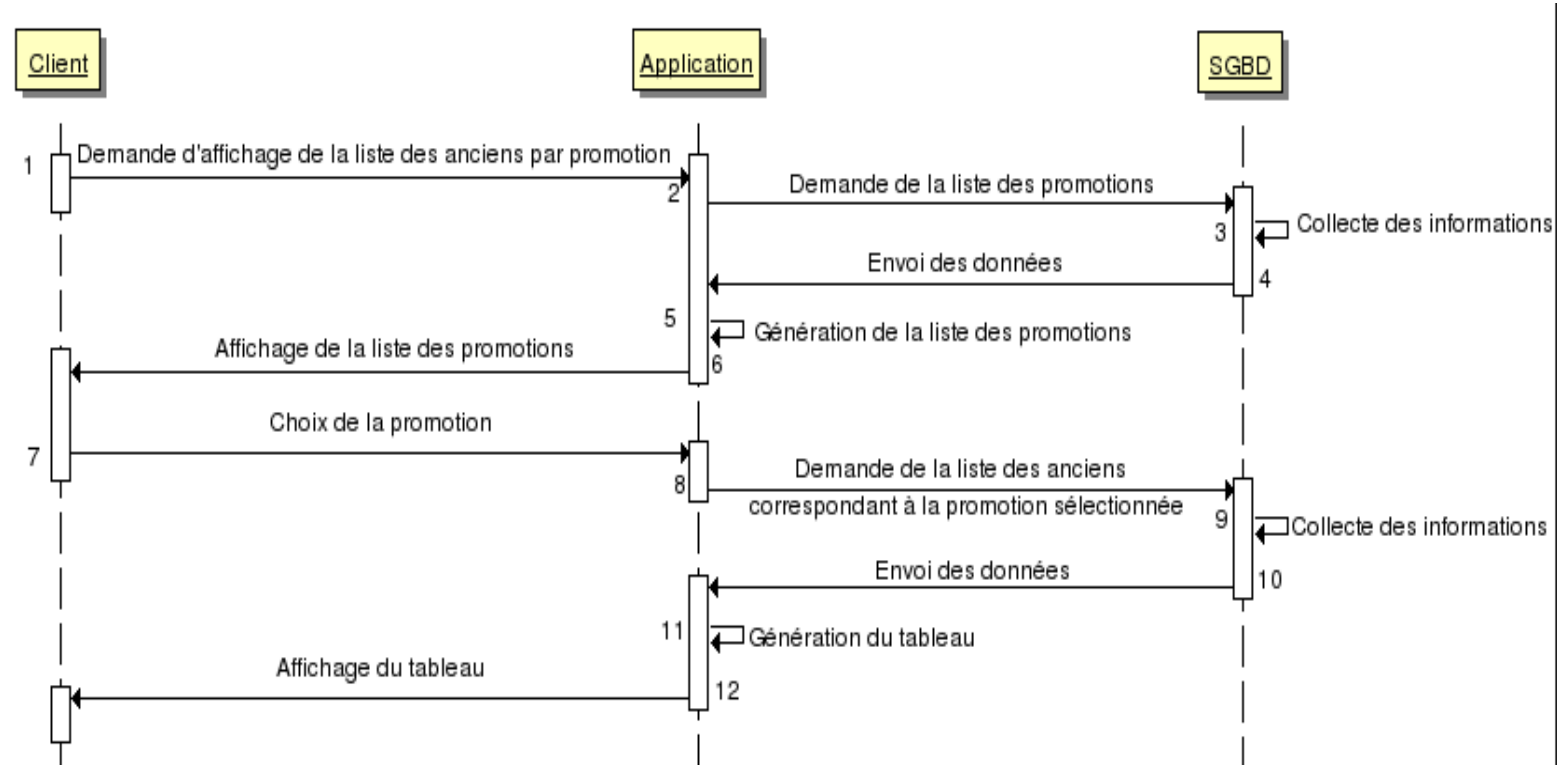 Client
Application
SGBD
1
Demande d'affichage de la liste des anciens par promotion
2
Demande de la liste des promotions
3
Collecte des informations
Envoi des données
4
5
Génération de la liste des promotions
Affichage de la liste des promotions
6
Choix de la promotion
7
8
Demande de la liste des anciens
correspondant à la promotion sélectionnée
9
Collecte des informations
Envoi des données
10
11
Génération du tableau
Affichage du tableau
12